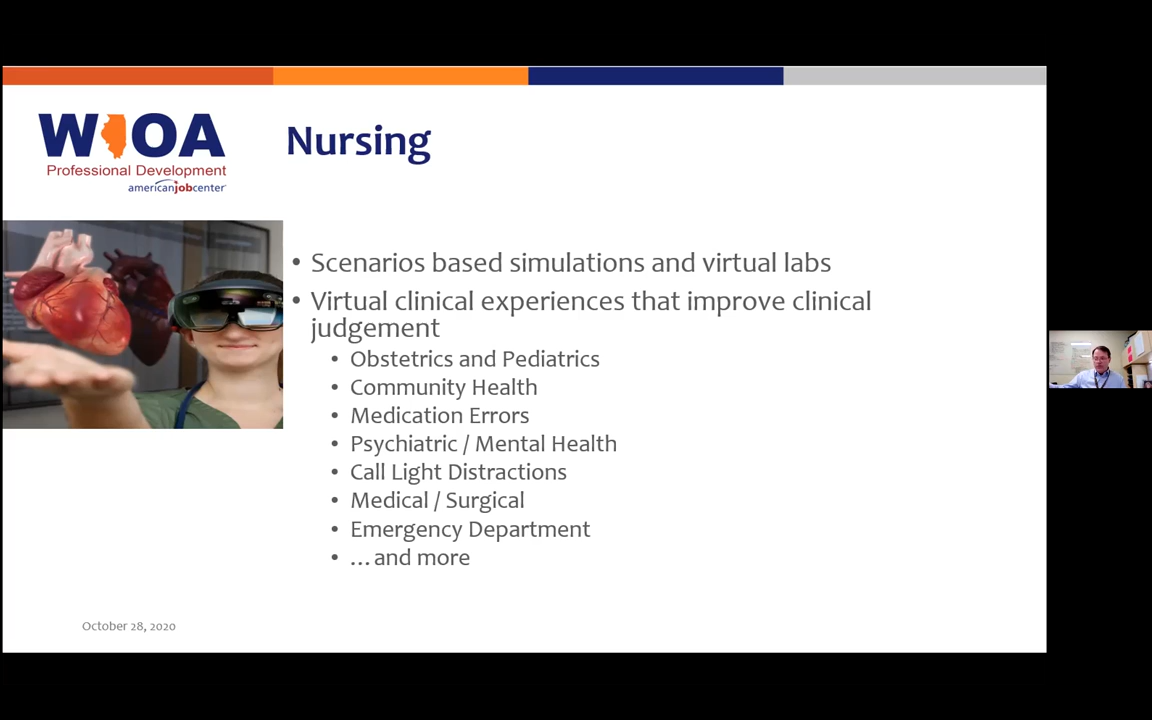 WIOA
Professional Development
americanjobcenter
Nursing
• Scenarios based simulations and virtual labs
• Virtual clinical experiences that improve clinical
judgement
• Obstetrics and Pediatrics
• Community Health
• Medication Errors
• Psychiatric / Mental Health
• Call Light Distractions
• Medical / Surgical
• Emergency Department
• …and more
October 28, 2020